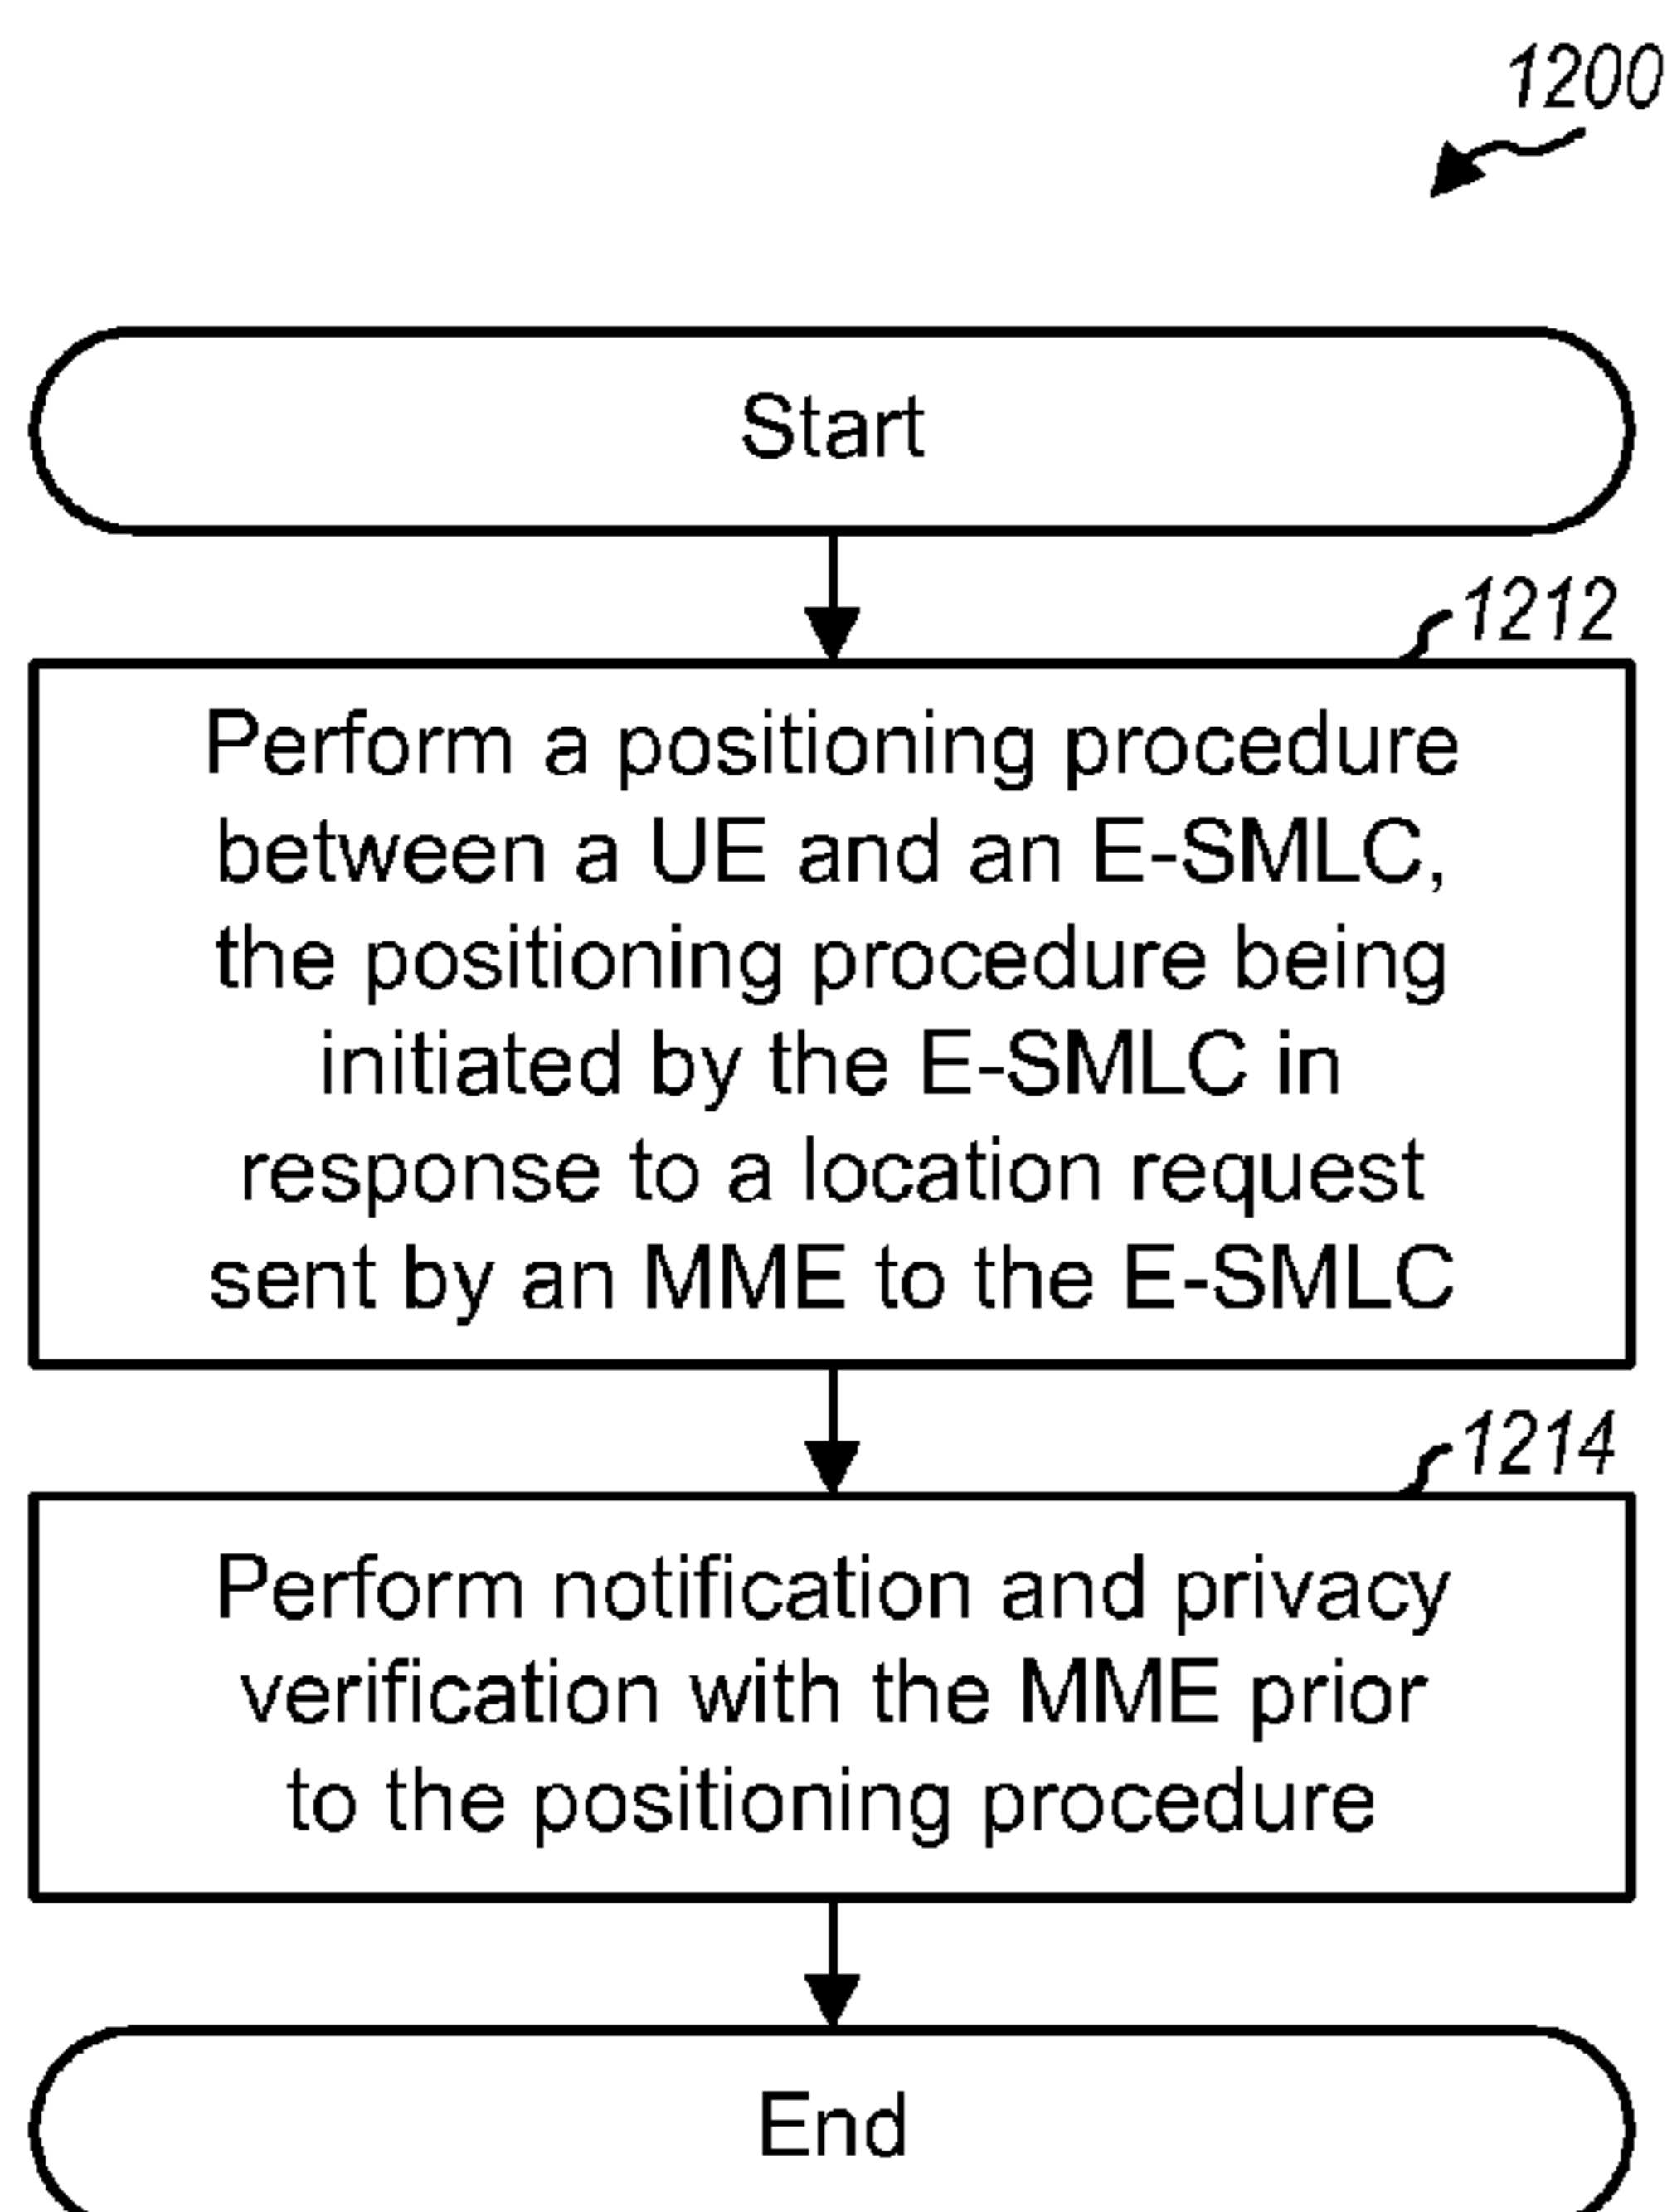 1200
Start
1212
Perform a positioning procedure
between a UE and an E-SMLC,
the positioning procedure being
initiated by the E-SMLC in
response to a location request
sent by an MME to the E-SMLC
1214
Perform notification and privacy
verification with the MME prior
to the positioning procedure
End